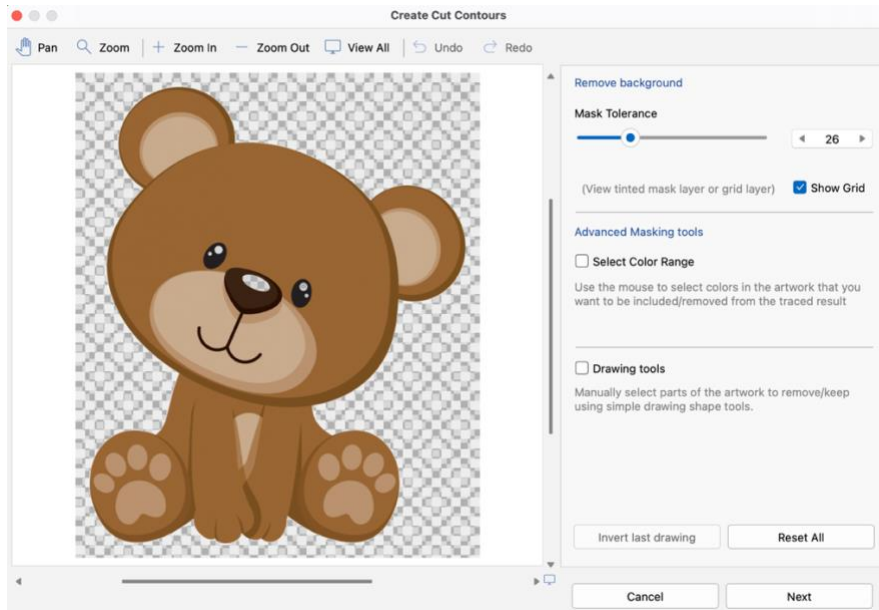 Create Cut Contours
Pan Zoom Zoom In Zoom Out View All Undo Redo
Remove background
Mask Tolerance
26
(View tinted mask layer or grid layer) Show Grid
Advanced Masking tools
Select Color Range
Use the mouse to select colors in the artwork that you
want to be included/removed from the traced result
Drawing tools
Manually select parts of the artwork to remove/keep
using simple drawing shape tools.
Invert last drawing Reset All
Cancel Next